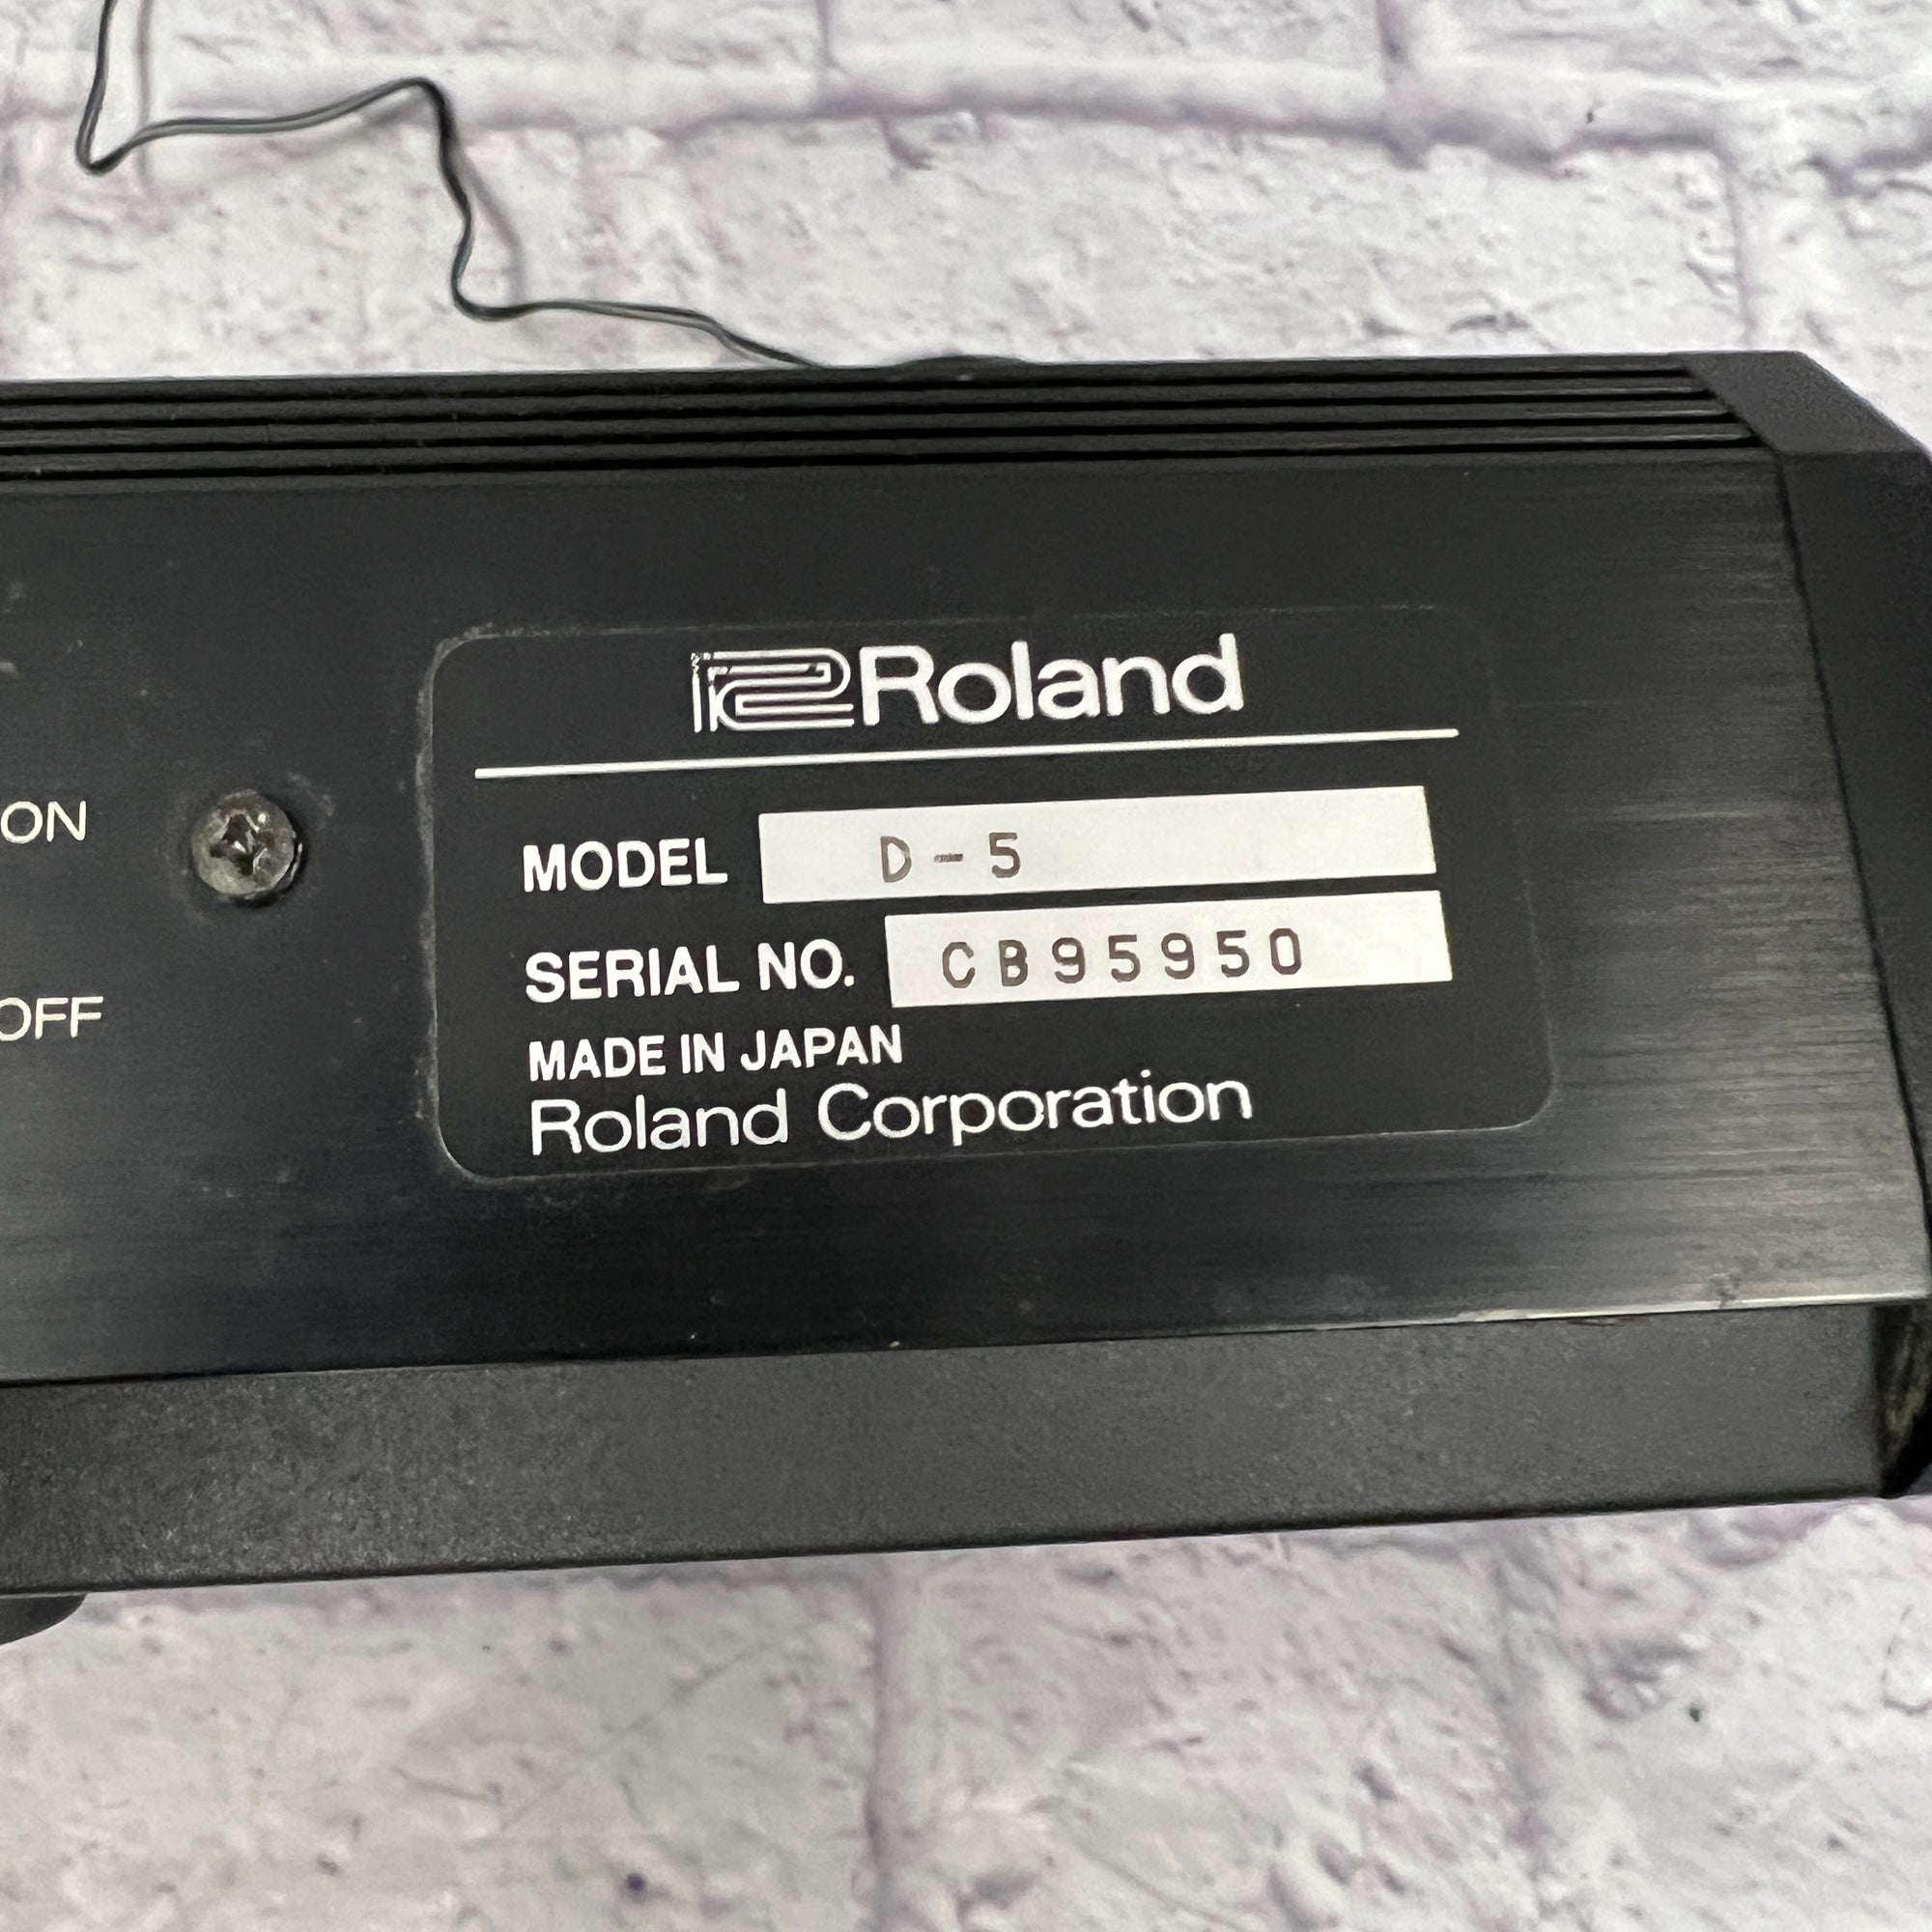 Roland
ON
MODEL D-5
SERIAL NO. CB95950
OFF
MADE IN JAPAN
Roland Corporation